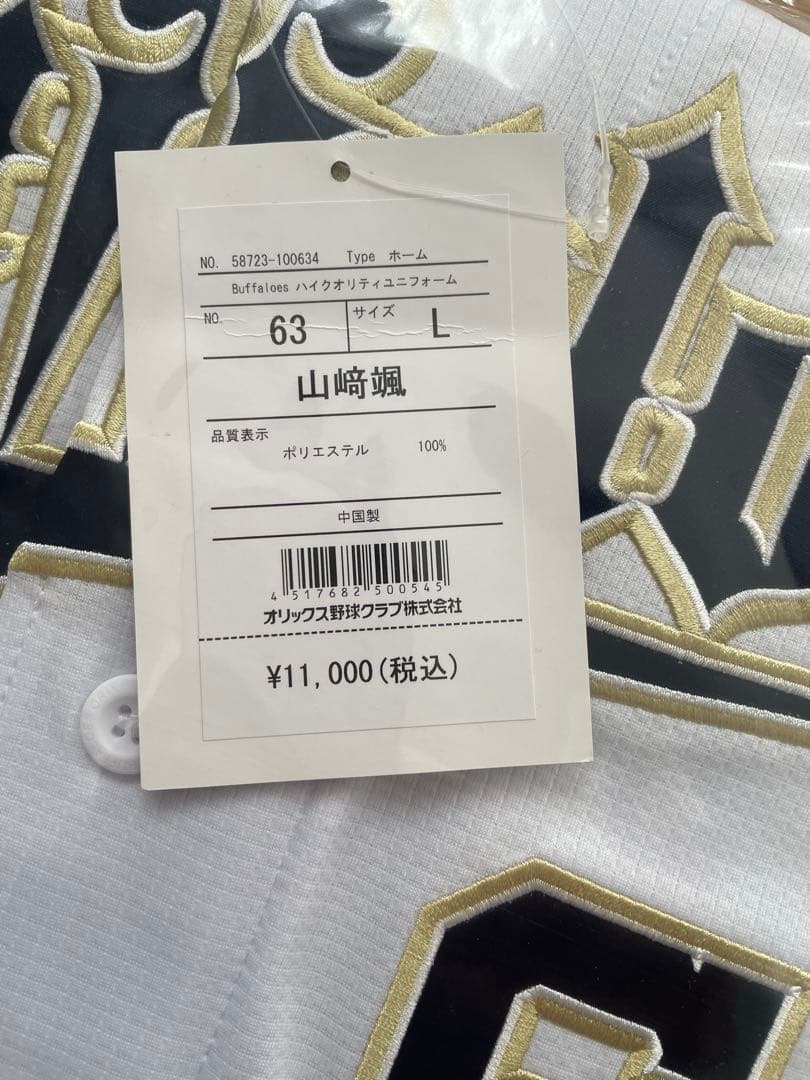 NO. 58723-100634 Type ホーム
Buffaloes ハイクオリティユニフォーム
NO. 63 サイズ L
山﨑颯
品質表示
ポリエステル 100%
中国製
4 517682 500545
オリックス野球クラブ株式会社
¥11,000(税込)